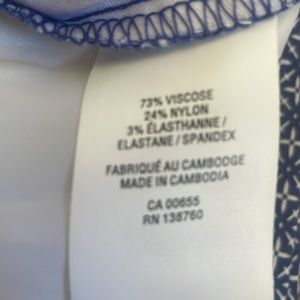 73% VISCOSE
24% NYLON
3% ÉLASTHANNE /
ELASTANE / SPANDEX
FABRIQUÉ AU CAMBODGE
MADE IN CAMBODIA
CA 00655
RN 138760